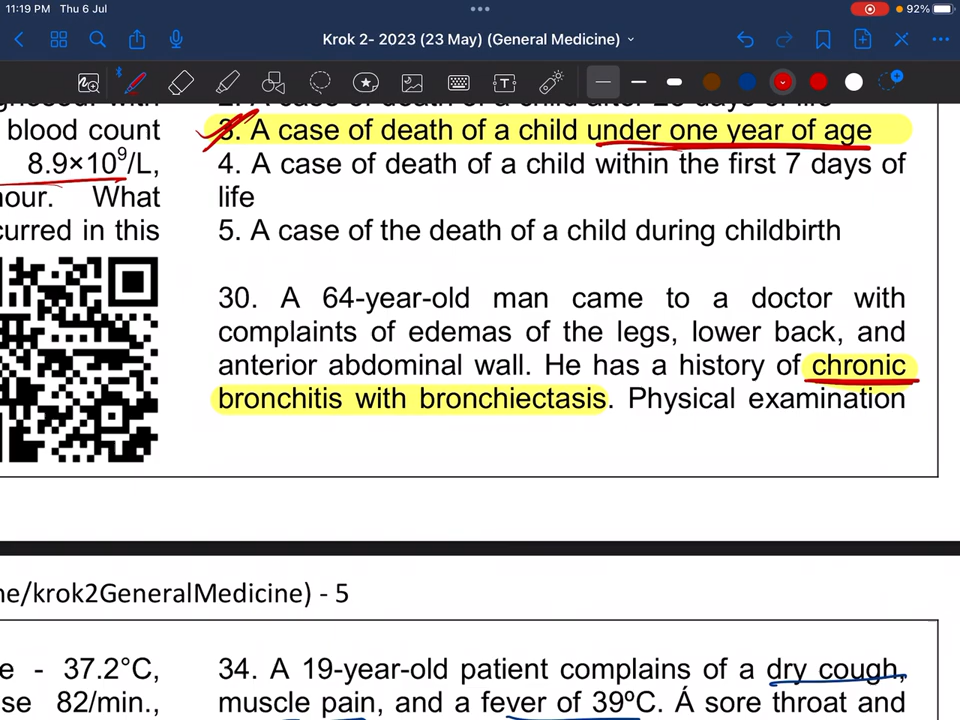 11:19 PM Thu 6 Jul
92%
Krok 2- 2023 (23 May) (General Medicine)
blood count
8.9×10⁹/L,
What
in this
3. A case of death of a child under one year of age
4. A case of death of a child within the first 7 days of
life
5. A case of the death of a child during childbirth
30. A 64-year-old man came to a doctor with
complaints of edemas of the legs, lower back, and
anterior abdominal wall. He has a history of chronic
bronchitis with bronchiectasis. Physical examination
/krok2GeneralMedicine) - 5
- 37.2°C,
82/min.,
34. A 19-year-old patient complains of a dry cough,
muscle pain, and a fever of 39ºC. Á sore throat and